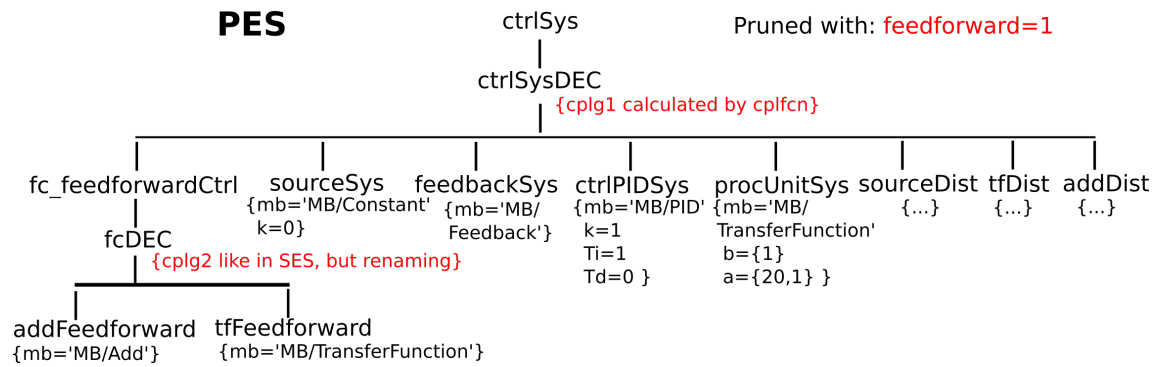 PES
ctrlSys
Pruned with: feedforward=1
ctrlSysDEC
{cplg1 calculated by cplfcn}
fc_feedforwardCtrl
sourceSys
{mb='MB/Constant'
k=0}
feedbackSys
{mb='MB/
Feedback'}
ctrlPIDSys
{mb='MB/PID'
k=1
Ti=1
Td=0 }
procUnitSys
{mb='MB/
TransferFunction'
b={1}
a={20,1} }
sourceDist
{...}
tfDist
{...}
addDist
{...}
fcDEC
{cplg2 like in SES, but renaming}
addFeedforward
{mb='MB/Add'}
tfFeedforward
{mb='MB/TransferFunction'}